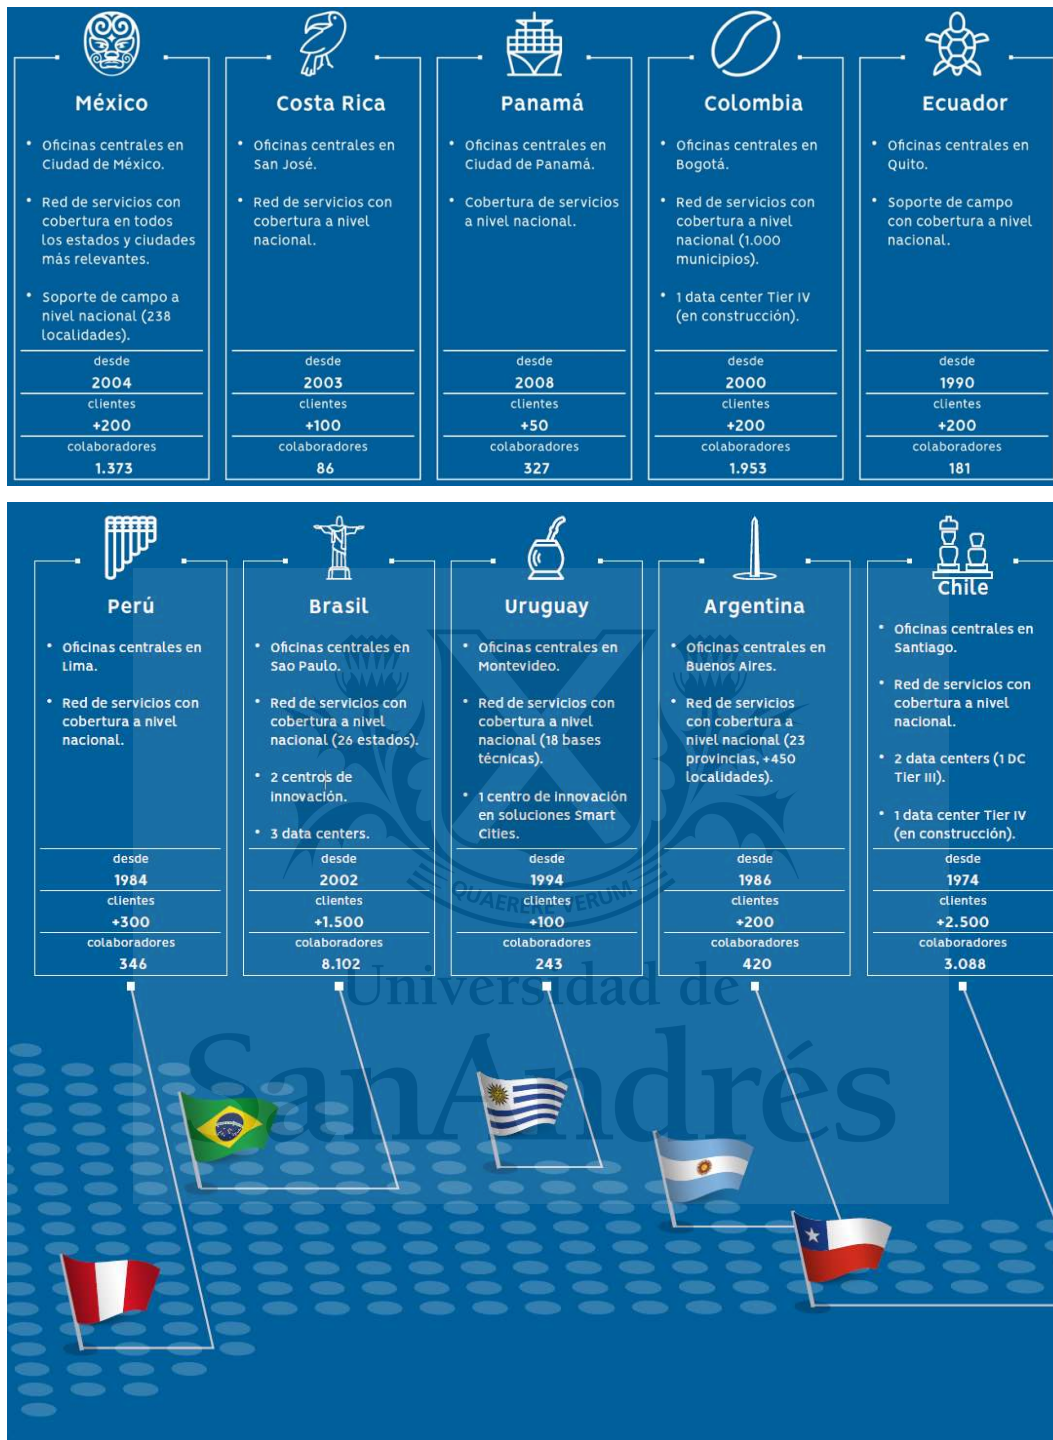 México
• Oficinas centrales en
Ciudad de México.
• Red de servicios con
cobertura en todos
los estados y ciudades
más relevantes.
• Soporte de campo a
nivel nacional (238
localidades).
desde
2004
clientes
+200
colaboradores
1.373
Costa Rica
• Oficinas centrales en
San José.
• Red de servicios con
cobertura a nivel
nacional.
desde
2003
clientes
+100
colaboradores
86
Panamá
• Oficinas centrales en
Ciudad de Panamá.
• Cobertura de servicios
a nivel nacional.
desde
2008
clientes
+50
colaboradores
327
Colombia
• Oficinas centrales en
Bogotá.
• Red de servicios con
cobertura a nivel
nacional (1.000
municipios).
• 1 data center Tier IV
(en construcción).
desde
2000
clientes
+200
colaboradores
1.953
Ecuador
• Oficinas centrales en
Quito.
• Soporte de campo
con cobertura a nivel
nacional.
desde
1990
clientes
+200
colaboradores
181
Perú
• Oficinas centrales en
Lima.
• Red de servicios con
cobertura a nivel
nacional.
desde
1984
clientes
+300
colaboradores
346
Brasil
• Oficinas centrales en
Sao Paulo.
• Red de servicios con
cobertura a nivel
nacional (26 estados).
• 2 centros de
innovación.
• 3 data centers.
desde
2002
clientes
+1.500
colaboradores
8.102
Uruguay
• Oficinas centrales en
Montevideo.
• Red de servicios con
cobertura a nivel
nacional (18 bases
técnicas).
• 1 centro de innovación
en soluciones Smart
Cities.
desde
1994
clientes
+100
colaboradores
243
Argentina
• Oficinas centrales en
Buenos Aires.
• Red de servicios
con cobertura a
nivel nacional (23
provincias, +450
localidades).
desde
1986
clientes
+200
colaboradores
420
Chile
• Oficinas centrales en
Santiago.
• Red de servicios con
cobertura a nivel
nacional.
• 2 data centers (1 DC
Tier III).
• 1 data center Tier IV
(en construcción).
desde
1974
clientes
+2.500
colaboradores
3.088
QUAERERE VERUM
Universidad de
SanAndrés